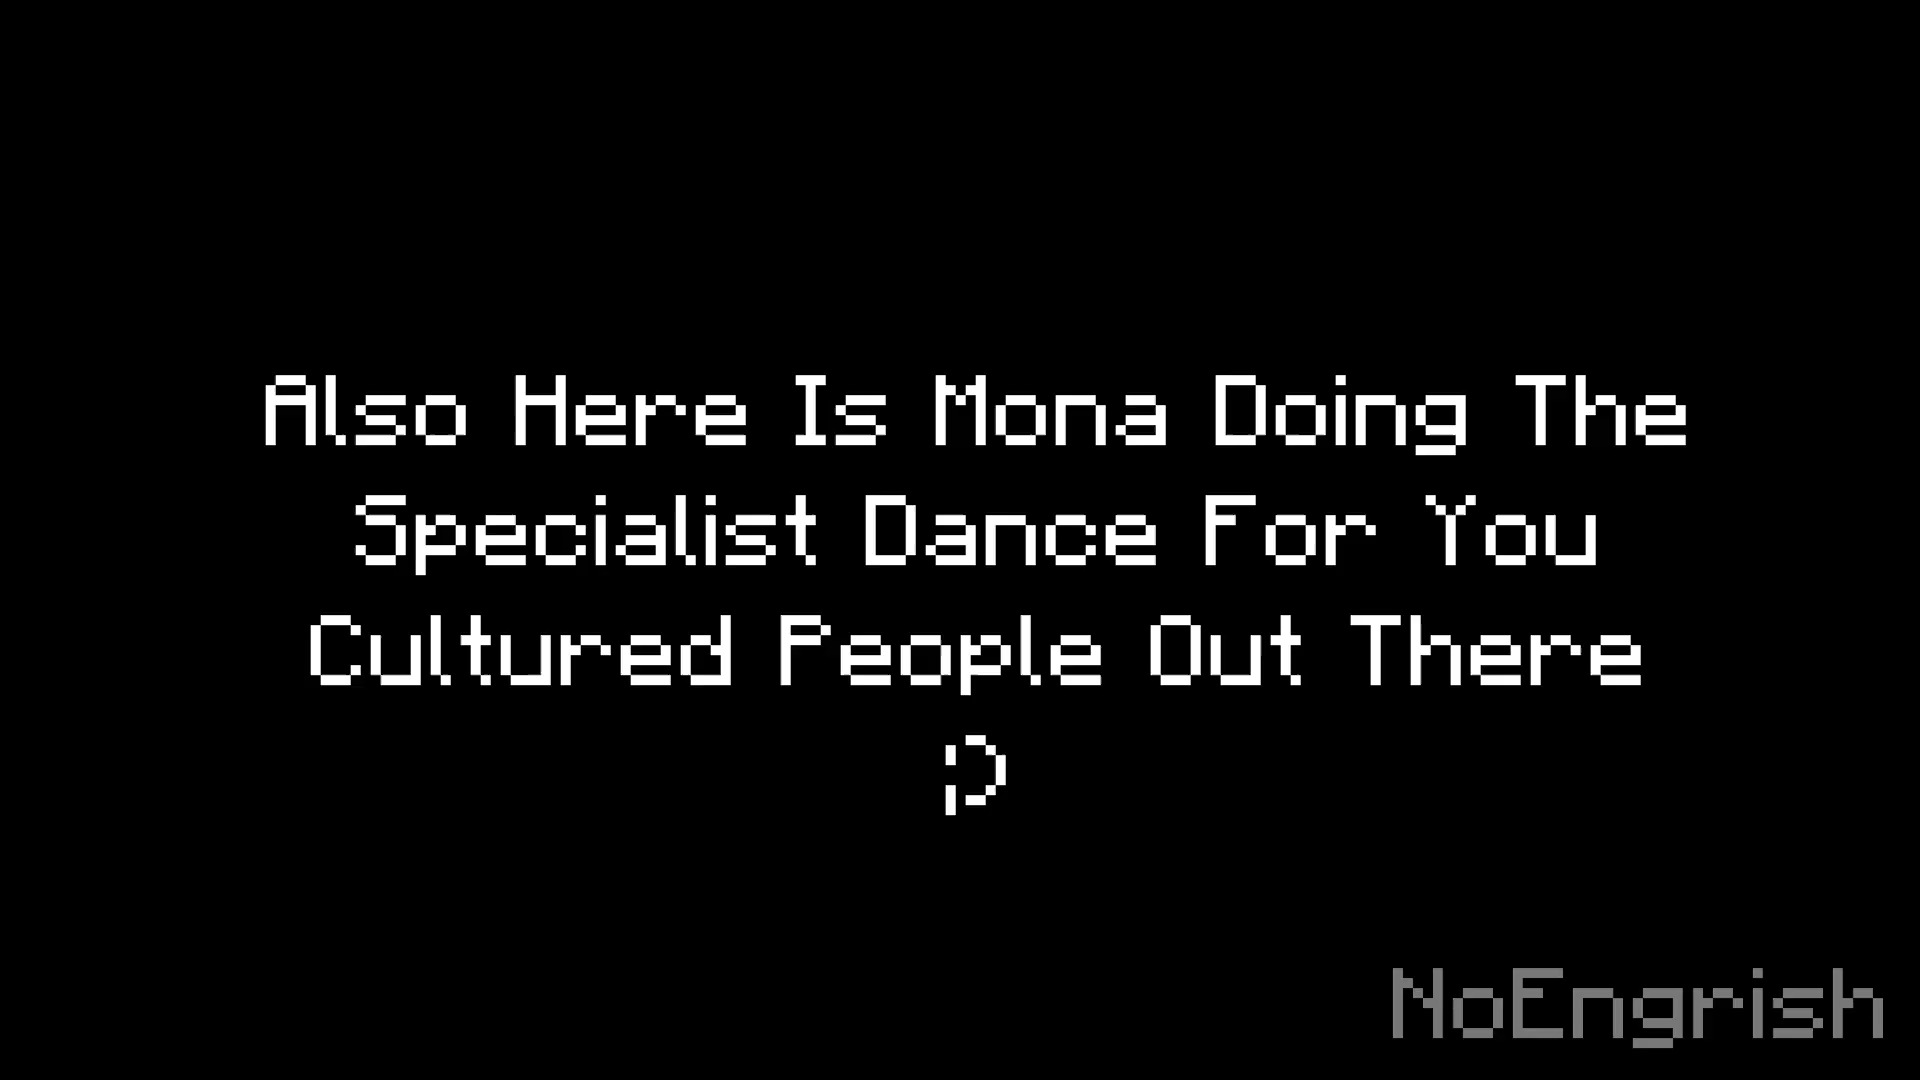 Also Here Is Mona Doing The
Specialist Dance For You
Cultured People Out There
;)
NoEngrish